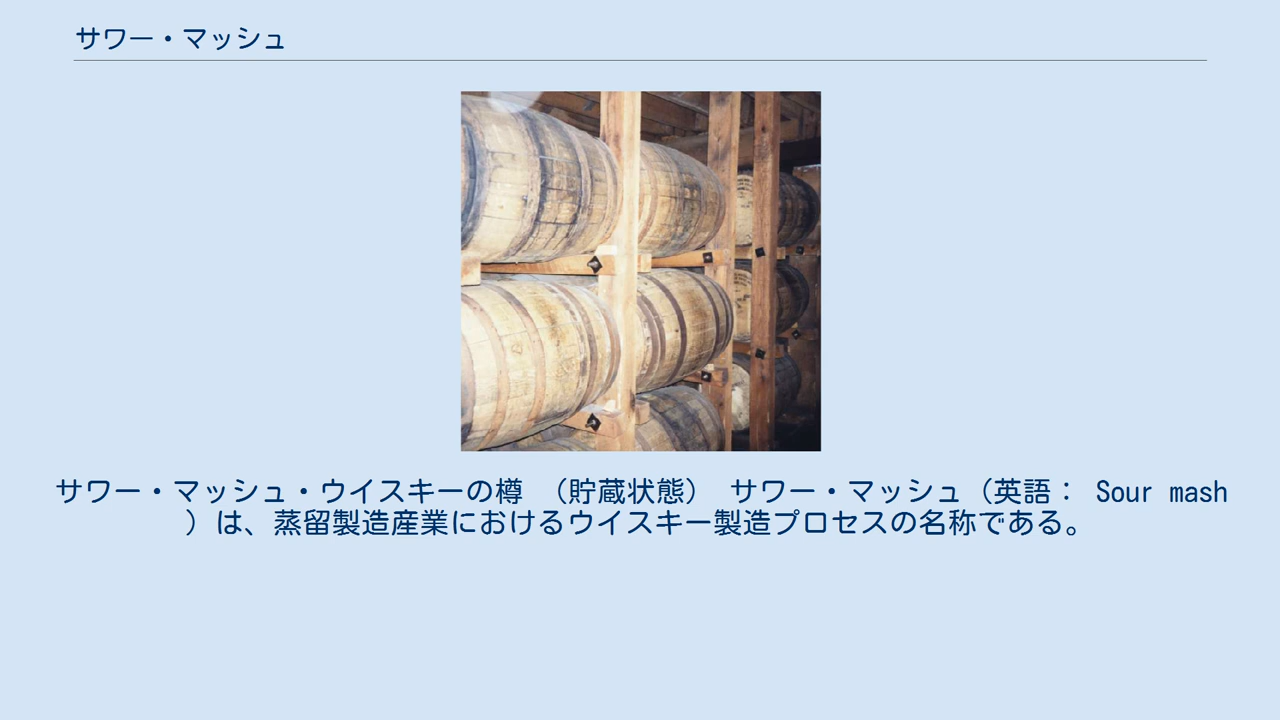 サワー・マッシュ
サワー・マッシュ・ウイスキーの樽 （貯蔵状態） サワー・マッシュ（英語： Sour mash
）は、蒸留製造産業におけるウイスキー製造プロセスの名称である。